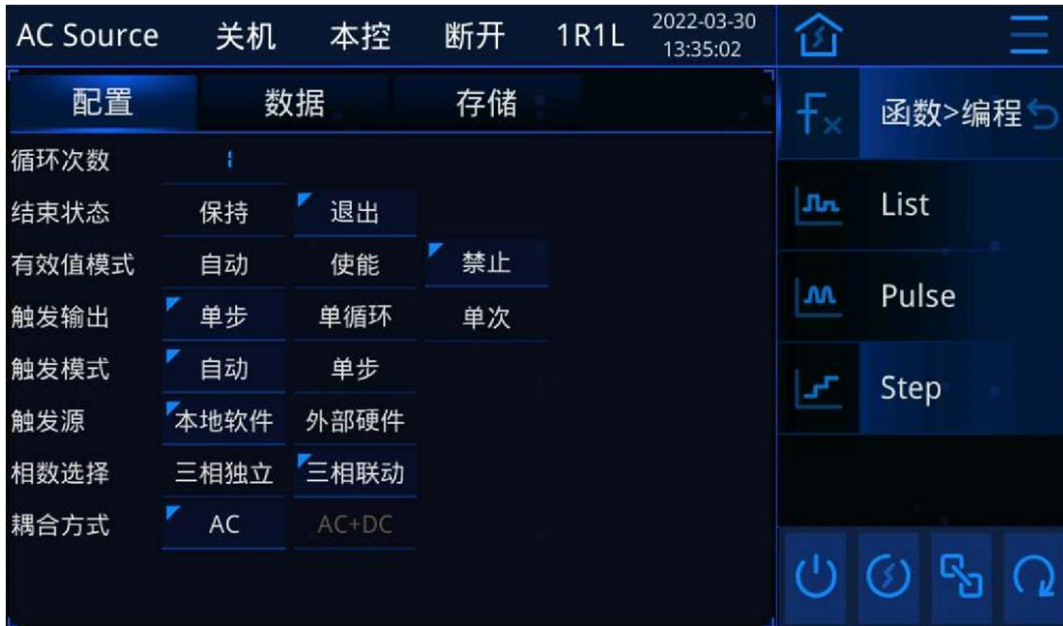 AC Source 关机 本控 断开 1R1L 2022-03-30 13:35:02
配置 数据 存储
循环次数 1
结束状态 保持 退出
有效值模式 自动 使能 禁止
触发输出 单步 单循环 单次
触发模式 自动 单步
触发源 本地软件 外部硬件
相数选择 三相独立 三相联动
耦合方式 AC AC+DC
函数>编程
List
Pulse
Step